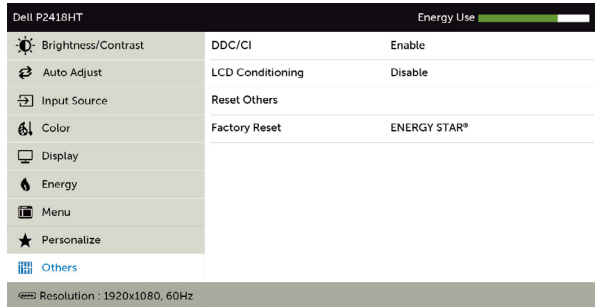 Dell P2418HT Energy Use
Brightness/Contrast DDC/CI Enable
Auto Adjust LCD Conditioning Disable
Input Source Reset Others
Color Factory Reset ENERGY STAR®
Display
Energy
Menu
Personalize
Others
Resolution : 1920x1080, 60Hz